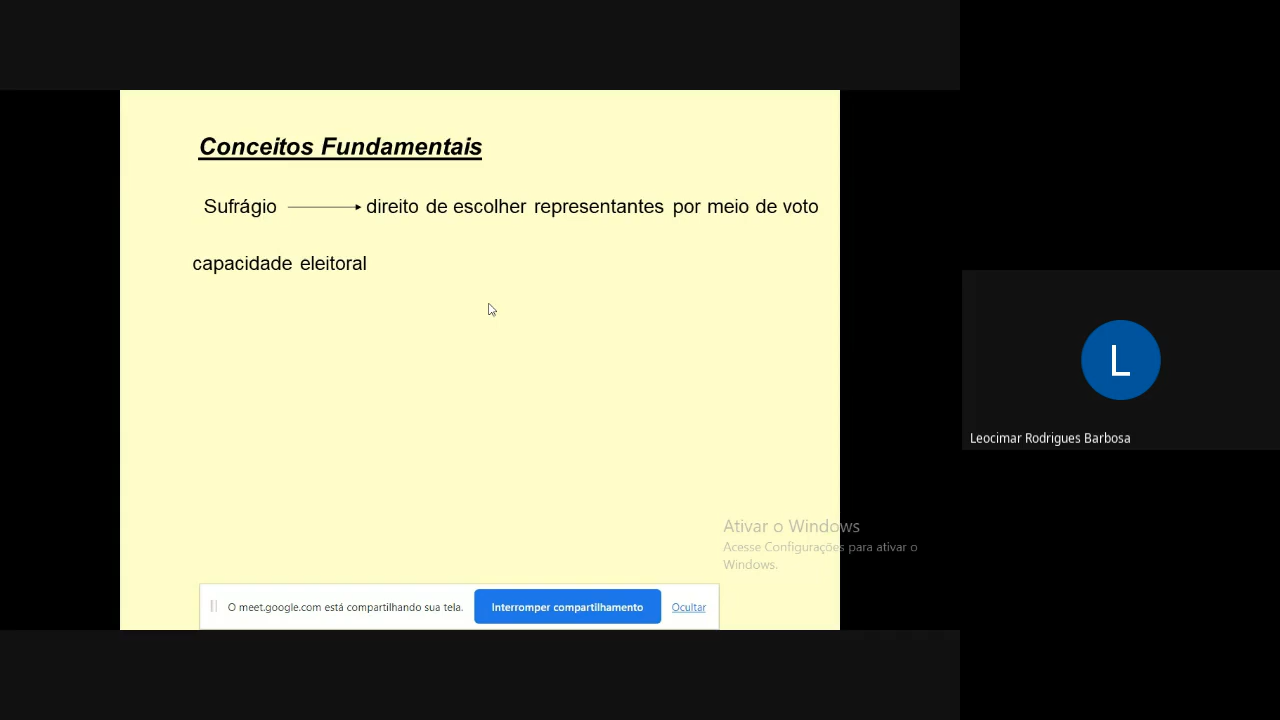 Conceitos Fundamentais
Sufrágio direito de escolher representantes por meio de voto
capacidade eleitoral
L
Leocimar Rodrigues Barbosa
Ativar o Windows
Acesse Configurações para ativar o
Windows.
O meet.google.com está compartilhando sua tela. Interromper compartilhamento Ocultar